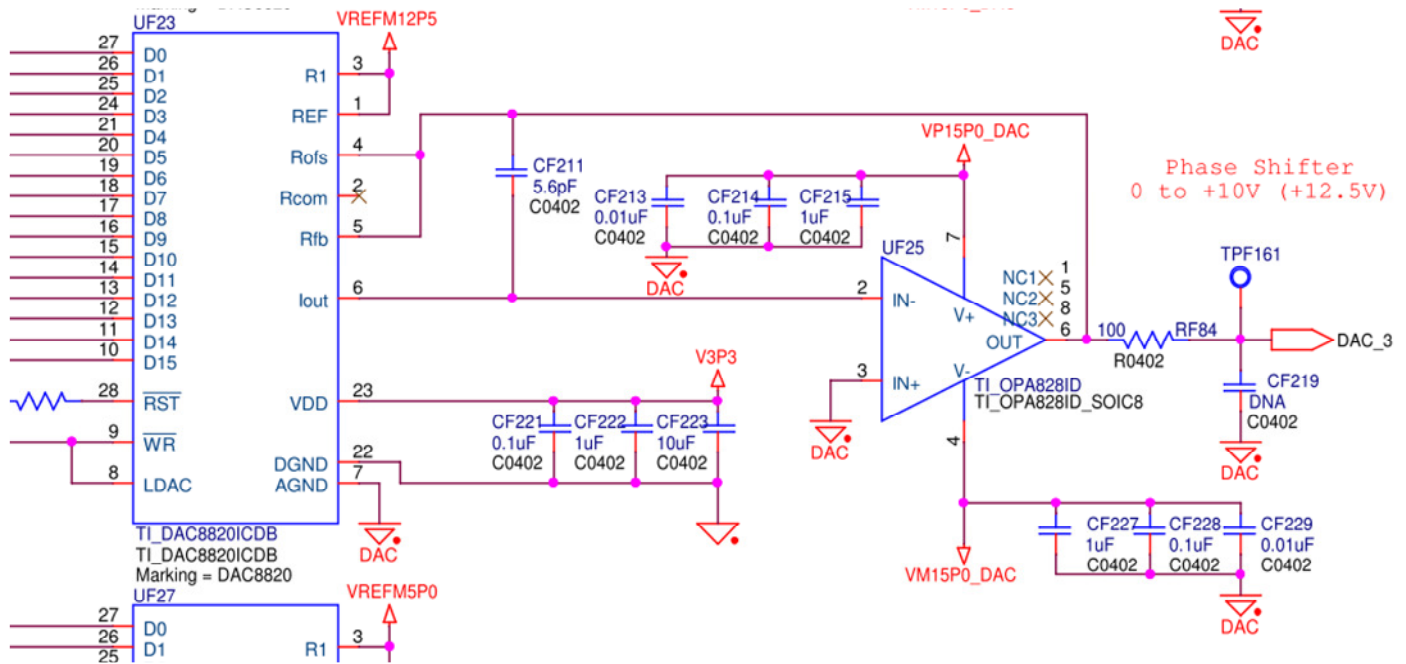 UF23
VREFM12P5
DAC
27
D0
26
D1
25
D2
24
D3
21
D4
20
D5
19
D6
18
D7
17
D8
16
D9
15
D10
14
D11
13
D12
12
D13
11
D14
10
D15
28
RST
9
WR
8
LDAC
R1
3
REF
1
Rofs
4
Rcom
2
Rfb
5
Iout
6
VDD
23
DGND
22
AGND
7
DAC
TI_DAC8820ICDB
TI_DAC8820ICDB
Marking = DAC8820
CF211
5.6pF
C0402
CF213
0.01uF
C0402
CF214
0.1uF
C0402
CF215
1uF
C0402
DAC
VP15P0_DAC
Phase Shifter
0 to +10V (+12.5V)
UF25
7
2
IN-
3
IN+
V+
V-
NC1
1
NC2
5
NC3
8
OUT
6
4
TI_OPA828ID
TI_OPA828ID_SOIC8
DAC
100
RF84
R0402
TPF161
DAC_3
CF219
DNA
C0402
DAC
V3P3
CF221
0.1uF
C0402
CF222
1uF
C0402
CF223
10uF
C0402
VM15P0_DAC
CF227
1uF
C0402
CF228
0.1uF
C0402
CF229
0.01uF
C0402
DAC
UF27
VREFM5P0
27
D0
26
D1
25
R1
3